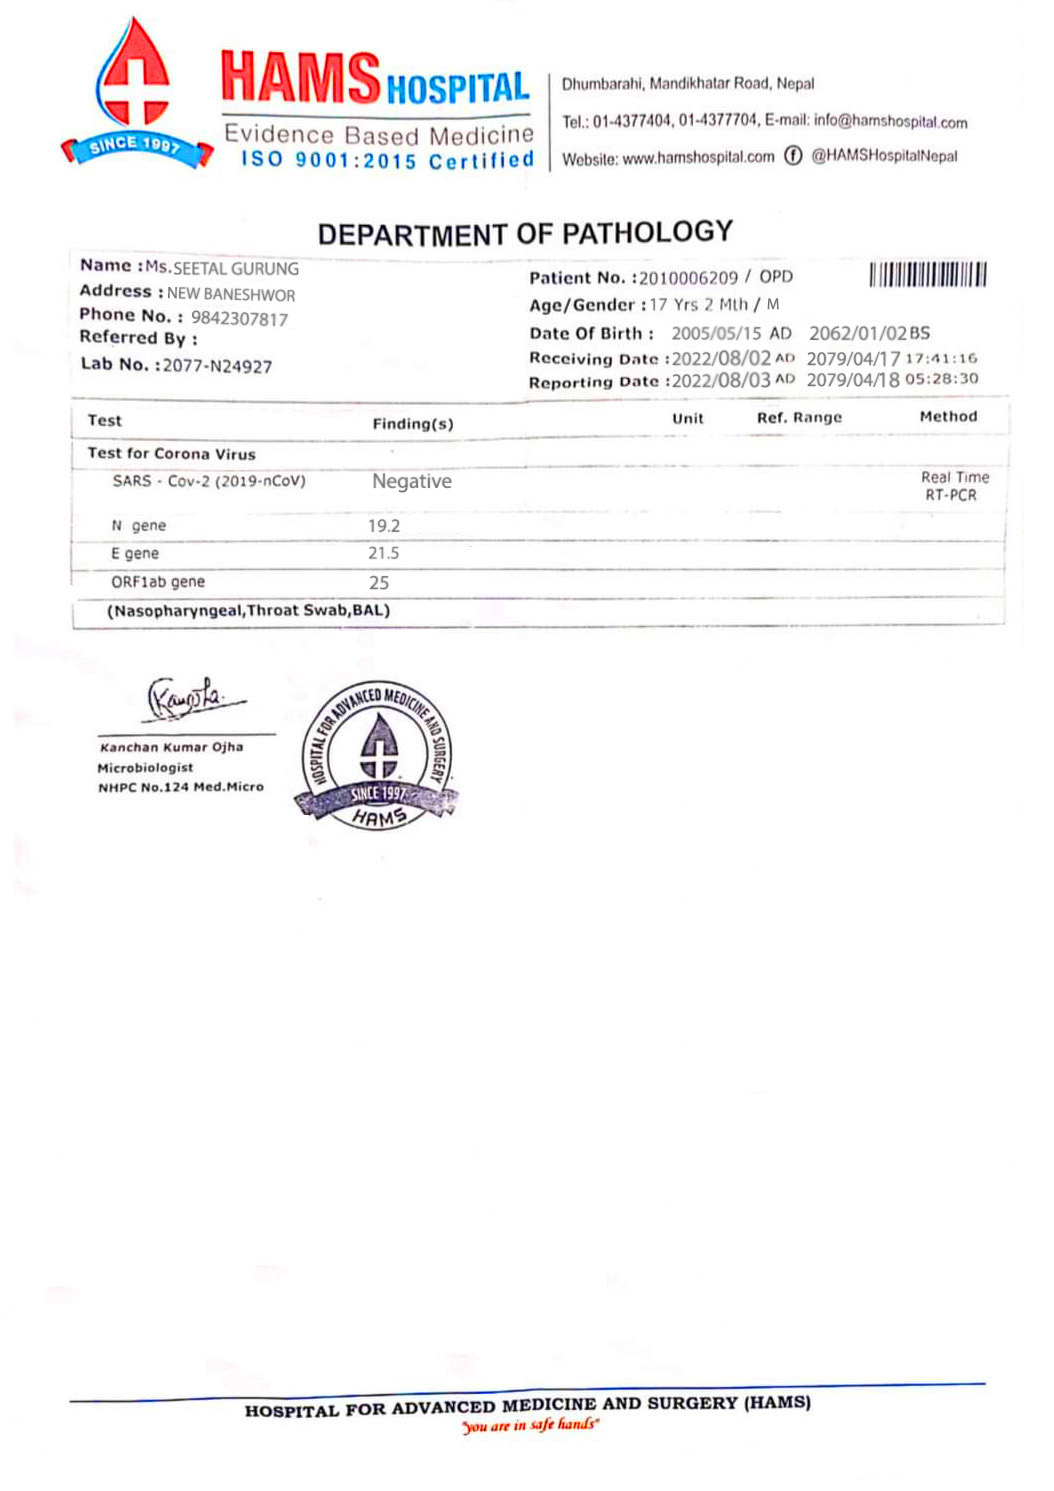 HAMS HOSPITAL
Evidence Based Medicine
ISO 9001:2015 Certified
SINCE 1997
Dhumbarahi, Mandikhatar Road, Nepal
Tel.: 01-4377404, 01-4377704, E-mail: info@hamshospital.com
Website: www.hamshospital.com @HAMSHospitalNepal
DEPARTMENT OF PATHOLOGY
Name :Ms.SEETAL GURUNG
Address : NEW BANESHWOR
Phone No. : 9842307817
Referred By :
Lab No. :2077-N24927
Patient No. :2010006209 / OPD
Age/Gender :17 Yrs 2 Mth / M
Date Of Birth : 2005/05/15 AD 2062/01/02BS
Receiving Date :2022/08/02 AD 2079/04/17 17:41:16
Reporting Date :2022/08/03 AD 2079/04/18 05:28:30
Test Finding(s) Unit Ref. Range Method
Test for Corona Virus
SARS - Cov-2 (2019-nCoV) Negative Real Time
RT-PCR
N gene 19.2
E gene 21.5
ORF1ab gene 25
(Nasopharyngeal,Throat Swab,BAL)
Kanchan Kumar Ojha
Microbiologist
NHPC No.124 Med.Micro
HOSPITAL FOR ADVANCED MEDICINE AND SURGERY
SINCE 1997
HAMS
HOSPITAL FOR ADVANCED MEDICINE AND SURGERY (HAMS)
"you are in safe hands"